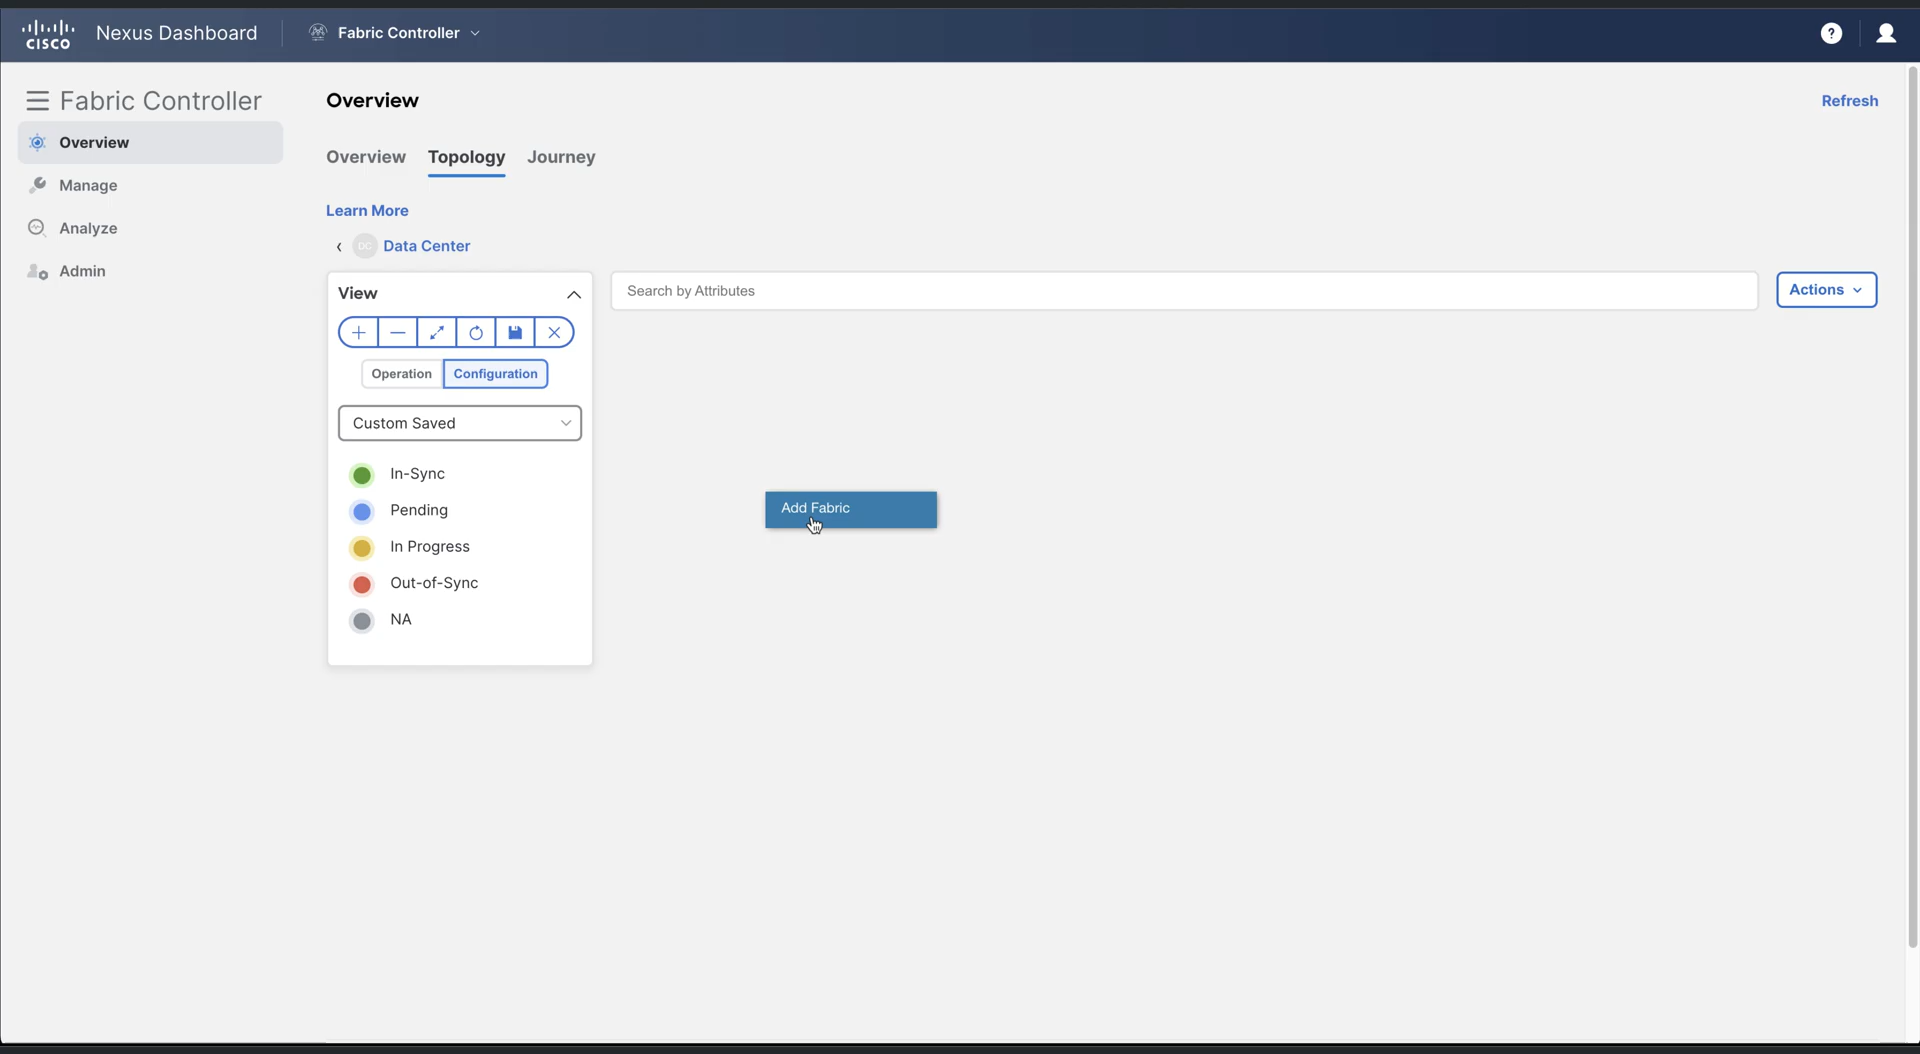 CISCO Nexus Dashboard Fabric Controller ?
Fabric Controller
Overview
Manage
Analyze
Admin
Overview
Refresh
Overview Topology Journey
Learn More
DC Data Center
View
Search by Attributes
Actions
Operation Configuration
Custom Saved
In-Sync
Pending
In Progress
Out-of-Sync
NA
Add Fabric